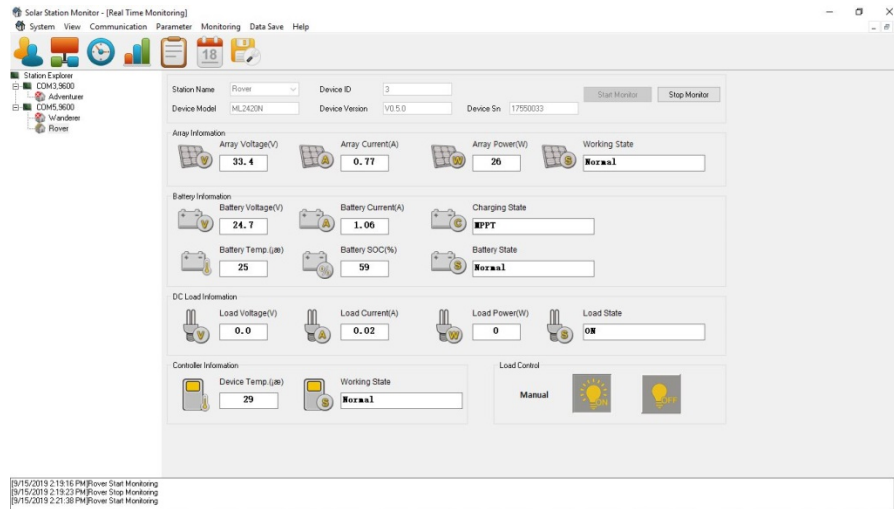 Solar Station Monitor - [Real Time Monitoring]
System View Communication Parameter Monitoring Data Save Help
18
Station Explorer
COM3,9600
Adventurer
COM5,9600
Wanderer
Rover
Station Name Rover Device ID 3 Start Monitor Stop Monitor
Device Model ML2420N Device Version V0.5.0 Device Sn 17550033
Array Information
Array Voltage(V) Array Current(A) Array Power(W) Working State
V 33.4 A 0.77 W 26 S Normal
Battery Information
Battery Voltage(V) Battery Current(A) Charging State
V 24.7 A 1.06 C MPPT
Battery Temp.(¡æ) Battery SOC(%) Battery State
25 % 59 S Normal
DC Load Information
Load Voltage(V) Load Current(A) Load Power(W) Load State
V 0.0 A 0.02 W 0 S ON
Controller Information Load Control
Device Temp.(¡æ) Working State
29 S Normal Manual ON OFF
[9/15/2019 2:19:16 PM]Rover Start Monitoring
[9/15/2019 2:19:23 PM]Rover Stop Monitoring
[9/15/2019 2:21:38 PM]Rover Start Monitoring